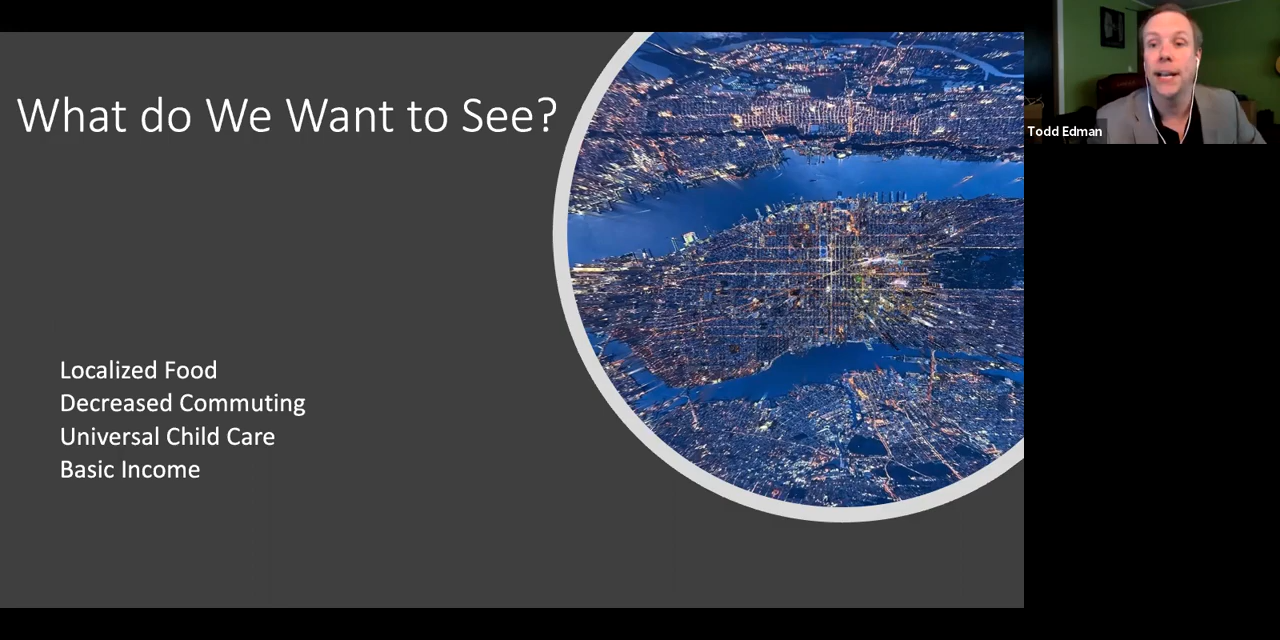 What do We Want to See?
Todd Edman
Localized Food
Decreased Commuting
Universal Child Care
Basic Income